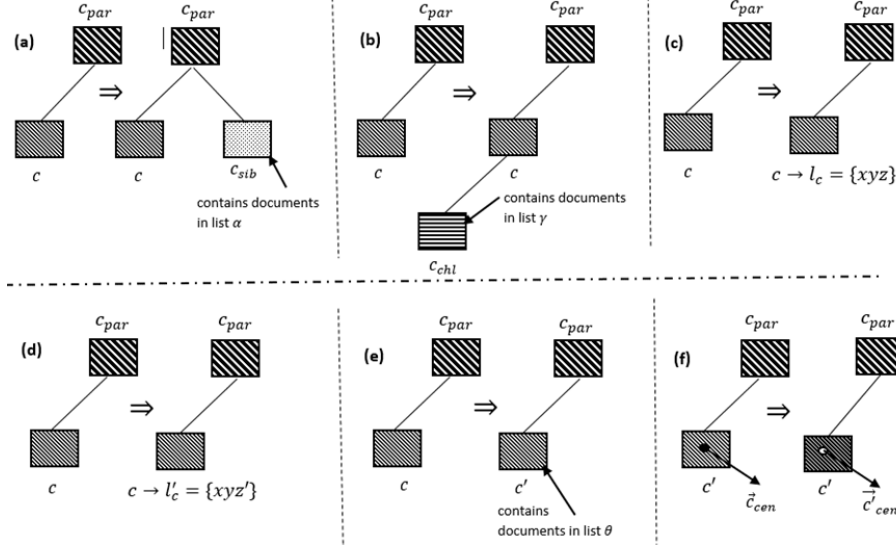 (a)
c_par c_par
⇒
c c c_sib
contains documents
in list α
(b)
c_par c_par
⇒
c c
contains documents
in list γ
c_chl
(c)
c_par c_par
⇒
c c → l_c = {xyz}
(d)
c_par c_par
⇒
c c → l'_c = {xyz'}
(e)
c_par c_par
⇒
c c'
contains
documents in list θ
(f)
c_par c_par
⇒
c' c⃗_cen c' c⃗'_cen